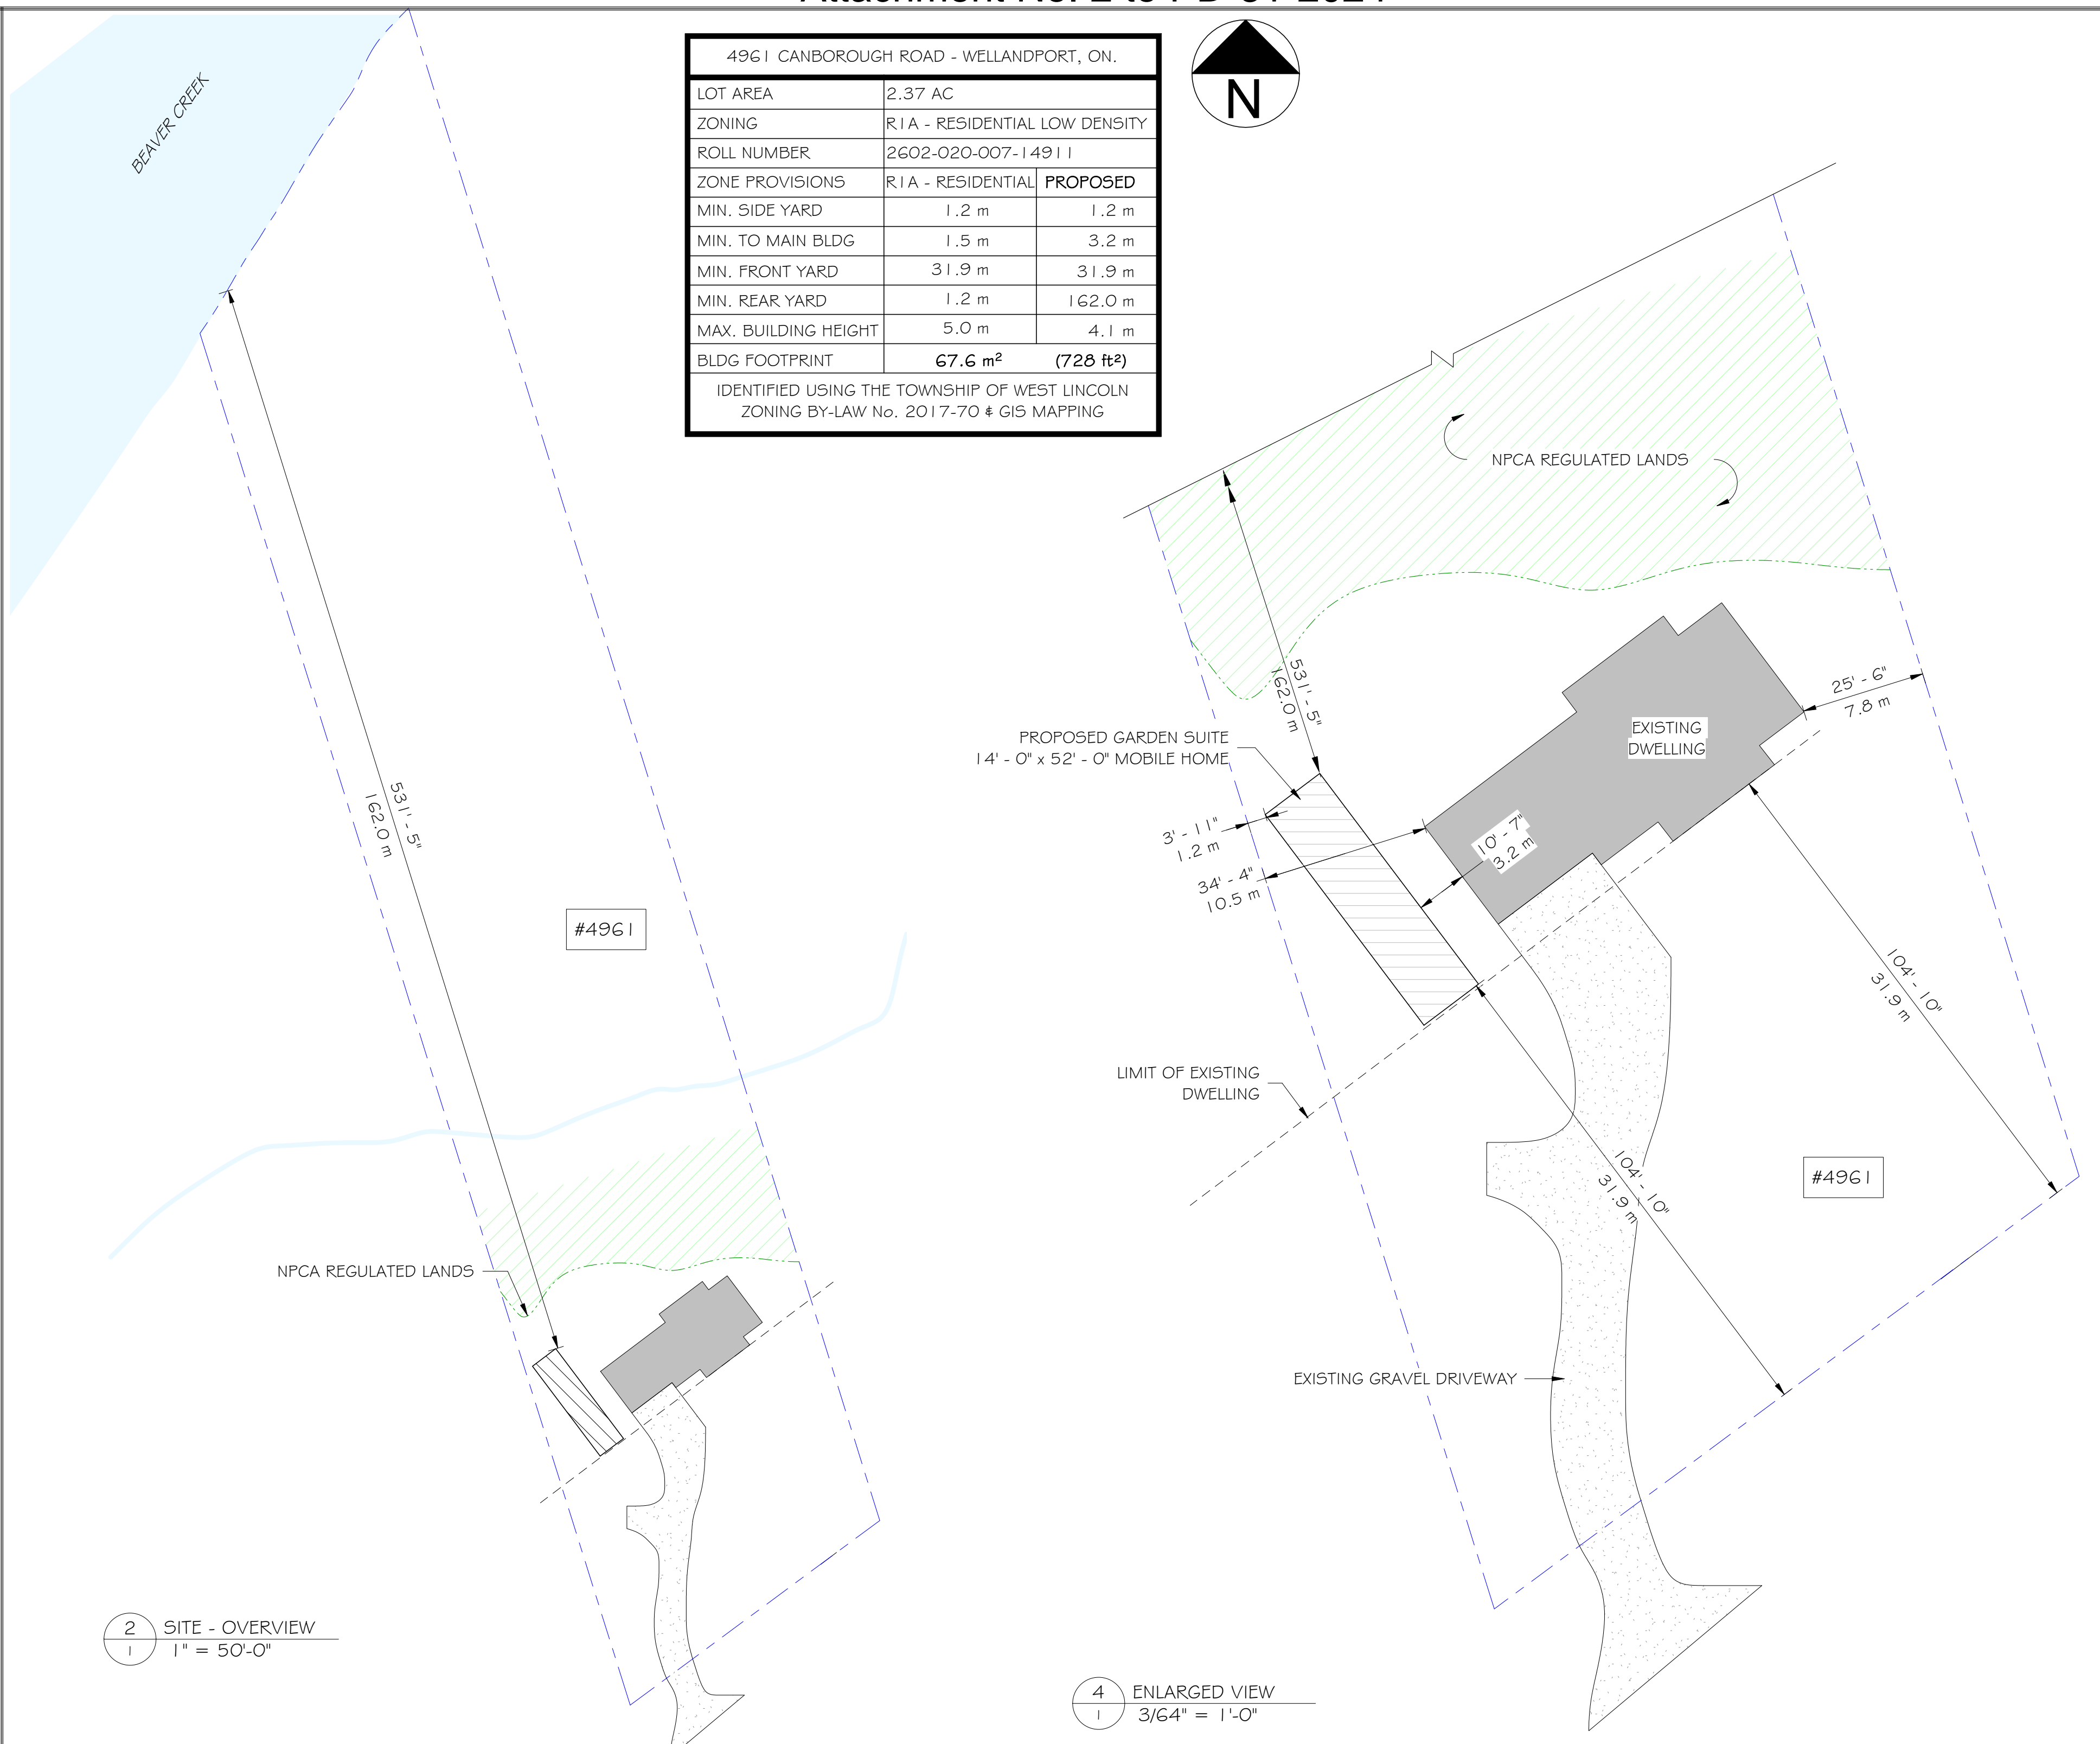 BEAVER CREEK
4961 CANBOROUGH ROAD - WELLANDPORT, ON.
LOT AREA 2.37 AC
ZONING R1A - RESIDENTIAL LOW DENSITY
ROLL NUMBER 2602-020-007-14911
ZONE PROVISIONS R1A - RESIDENTIAL PROPOSED
MIN. SIDE YARD 1.2 m 1.2 m
MIN. TO MAIN BLDG 1.5 m 3.2 m
MIN. FRONT YARD 31.9 m 31.9 m
MIN. REAR YARD 1.2 m 162.0 m
MAX. BUILDING HEIGHT 5.0 m 4.1 m
BLDG FOOTPRINT 67.6 m² (728 ft²)
IDENTIFIED USING THE TOWNSHIP OF WEST LINCOLN
ZONING BY-LAW No. 2017-70 & GIS MAPPING
N
531' - 5"
162.0 m
#4961
NPCA REGULATED LANDS
2
1
SITE - OVERVIEW
1" = 50'-0"
NPCA REGULATED LANDS
531' - 5"
162.0 m
PROPOSED GARDEN SUITE
14' - 0" x 52' - 0" MOBILE HOME
EXISTING
DWELLING
25' - 6"
7.8 m
3' - 11"
1.2 m
34' - 4"
10.5 m
10' - 7"
3.2 m
104' - 10"
31.9 m
LIMIT OF EXISTING
DWELLING
104' - 10"
31.9 m
#4961
EXISTING GRAVEL DRIVEWAY
4
1
ENLARGED VIEW
3/64" = 1'-0"